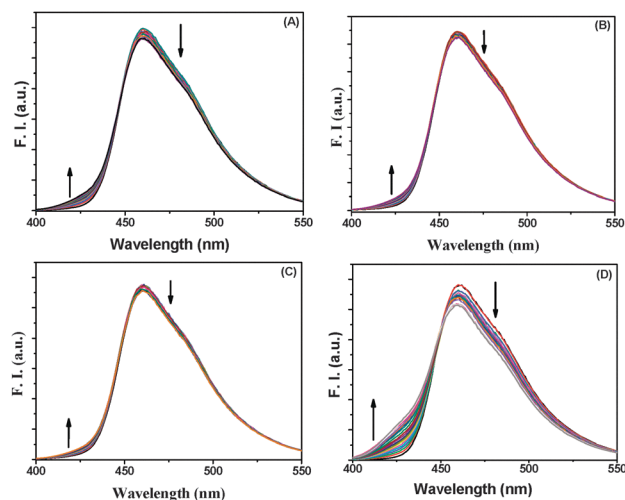 (A)
F. I. (a.u.)
400 450 500 550
Wavelength (nm)
(B)
F. I (a.u.)
400 450 500 550
Wavelength (nm)
(C)
F. I. (a.u.)
400 450 500 550
Wavelength (nm)
(D)
F. I. (a.u.)
400 450 500 550
Wavelength (nm)